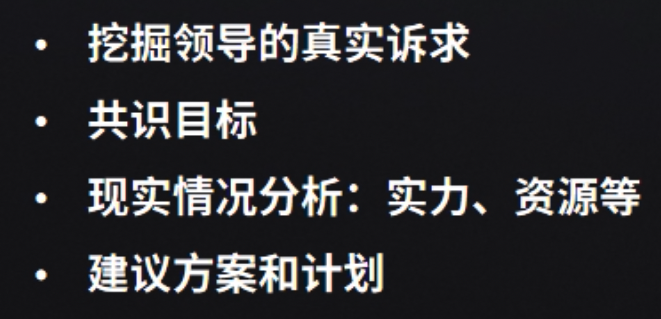 • 挖掘领导的真实诉求
• 共识目标
• 现实情况分析：实力、资源等
• 建议方案和计划